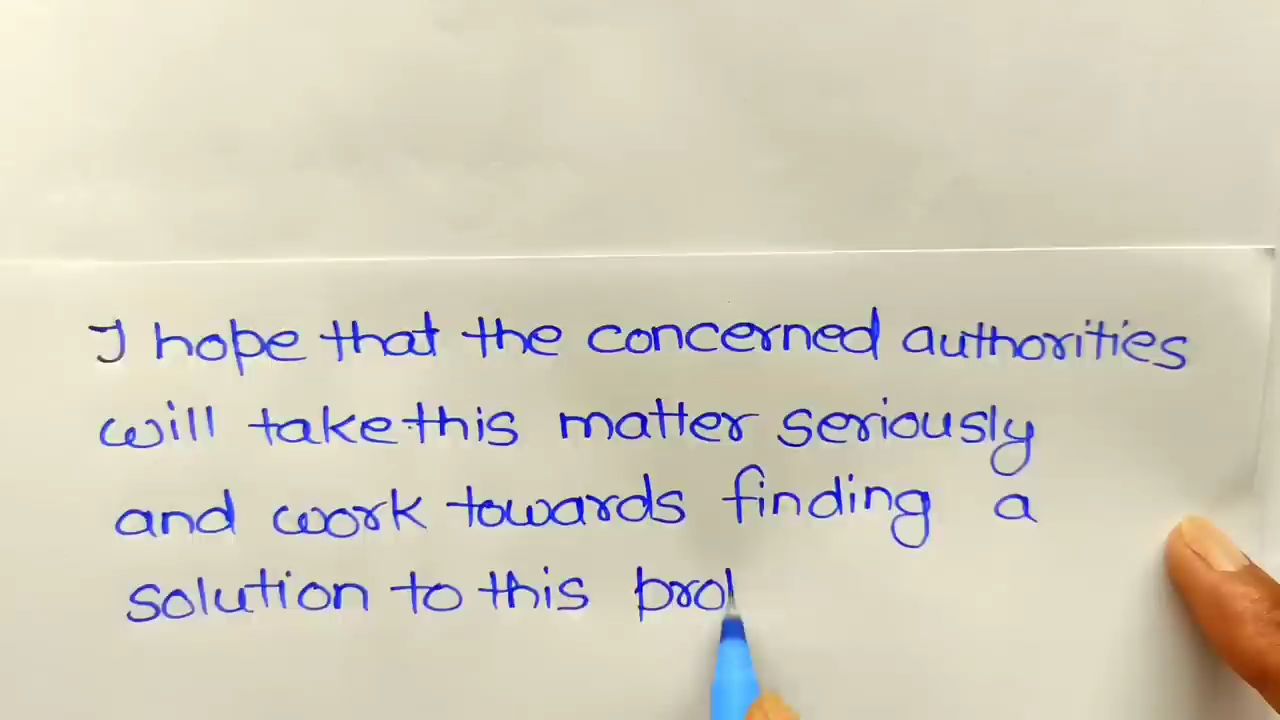 I hope that the concerned authorities
will take this matter seriously
and work towards finding a
solution to this